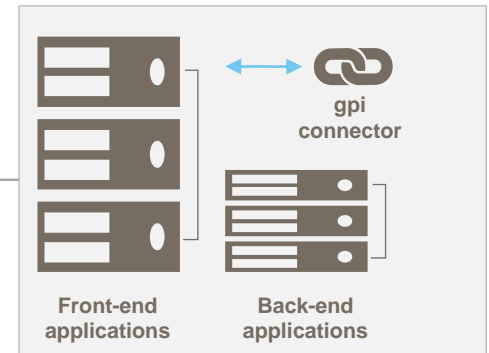 gpi
connector
Front-end
applications
Back-end
applications